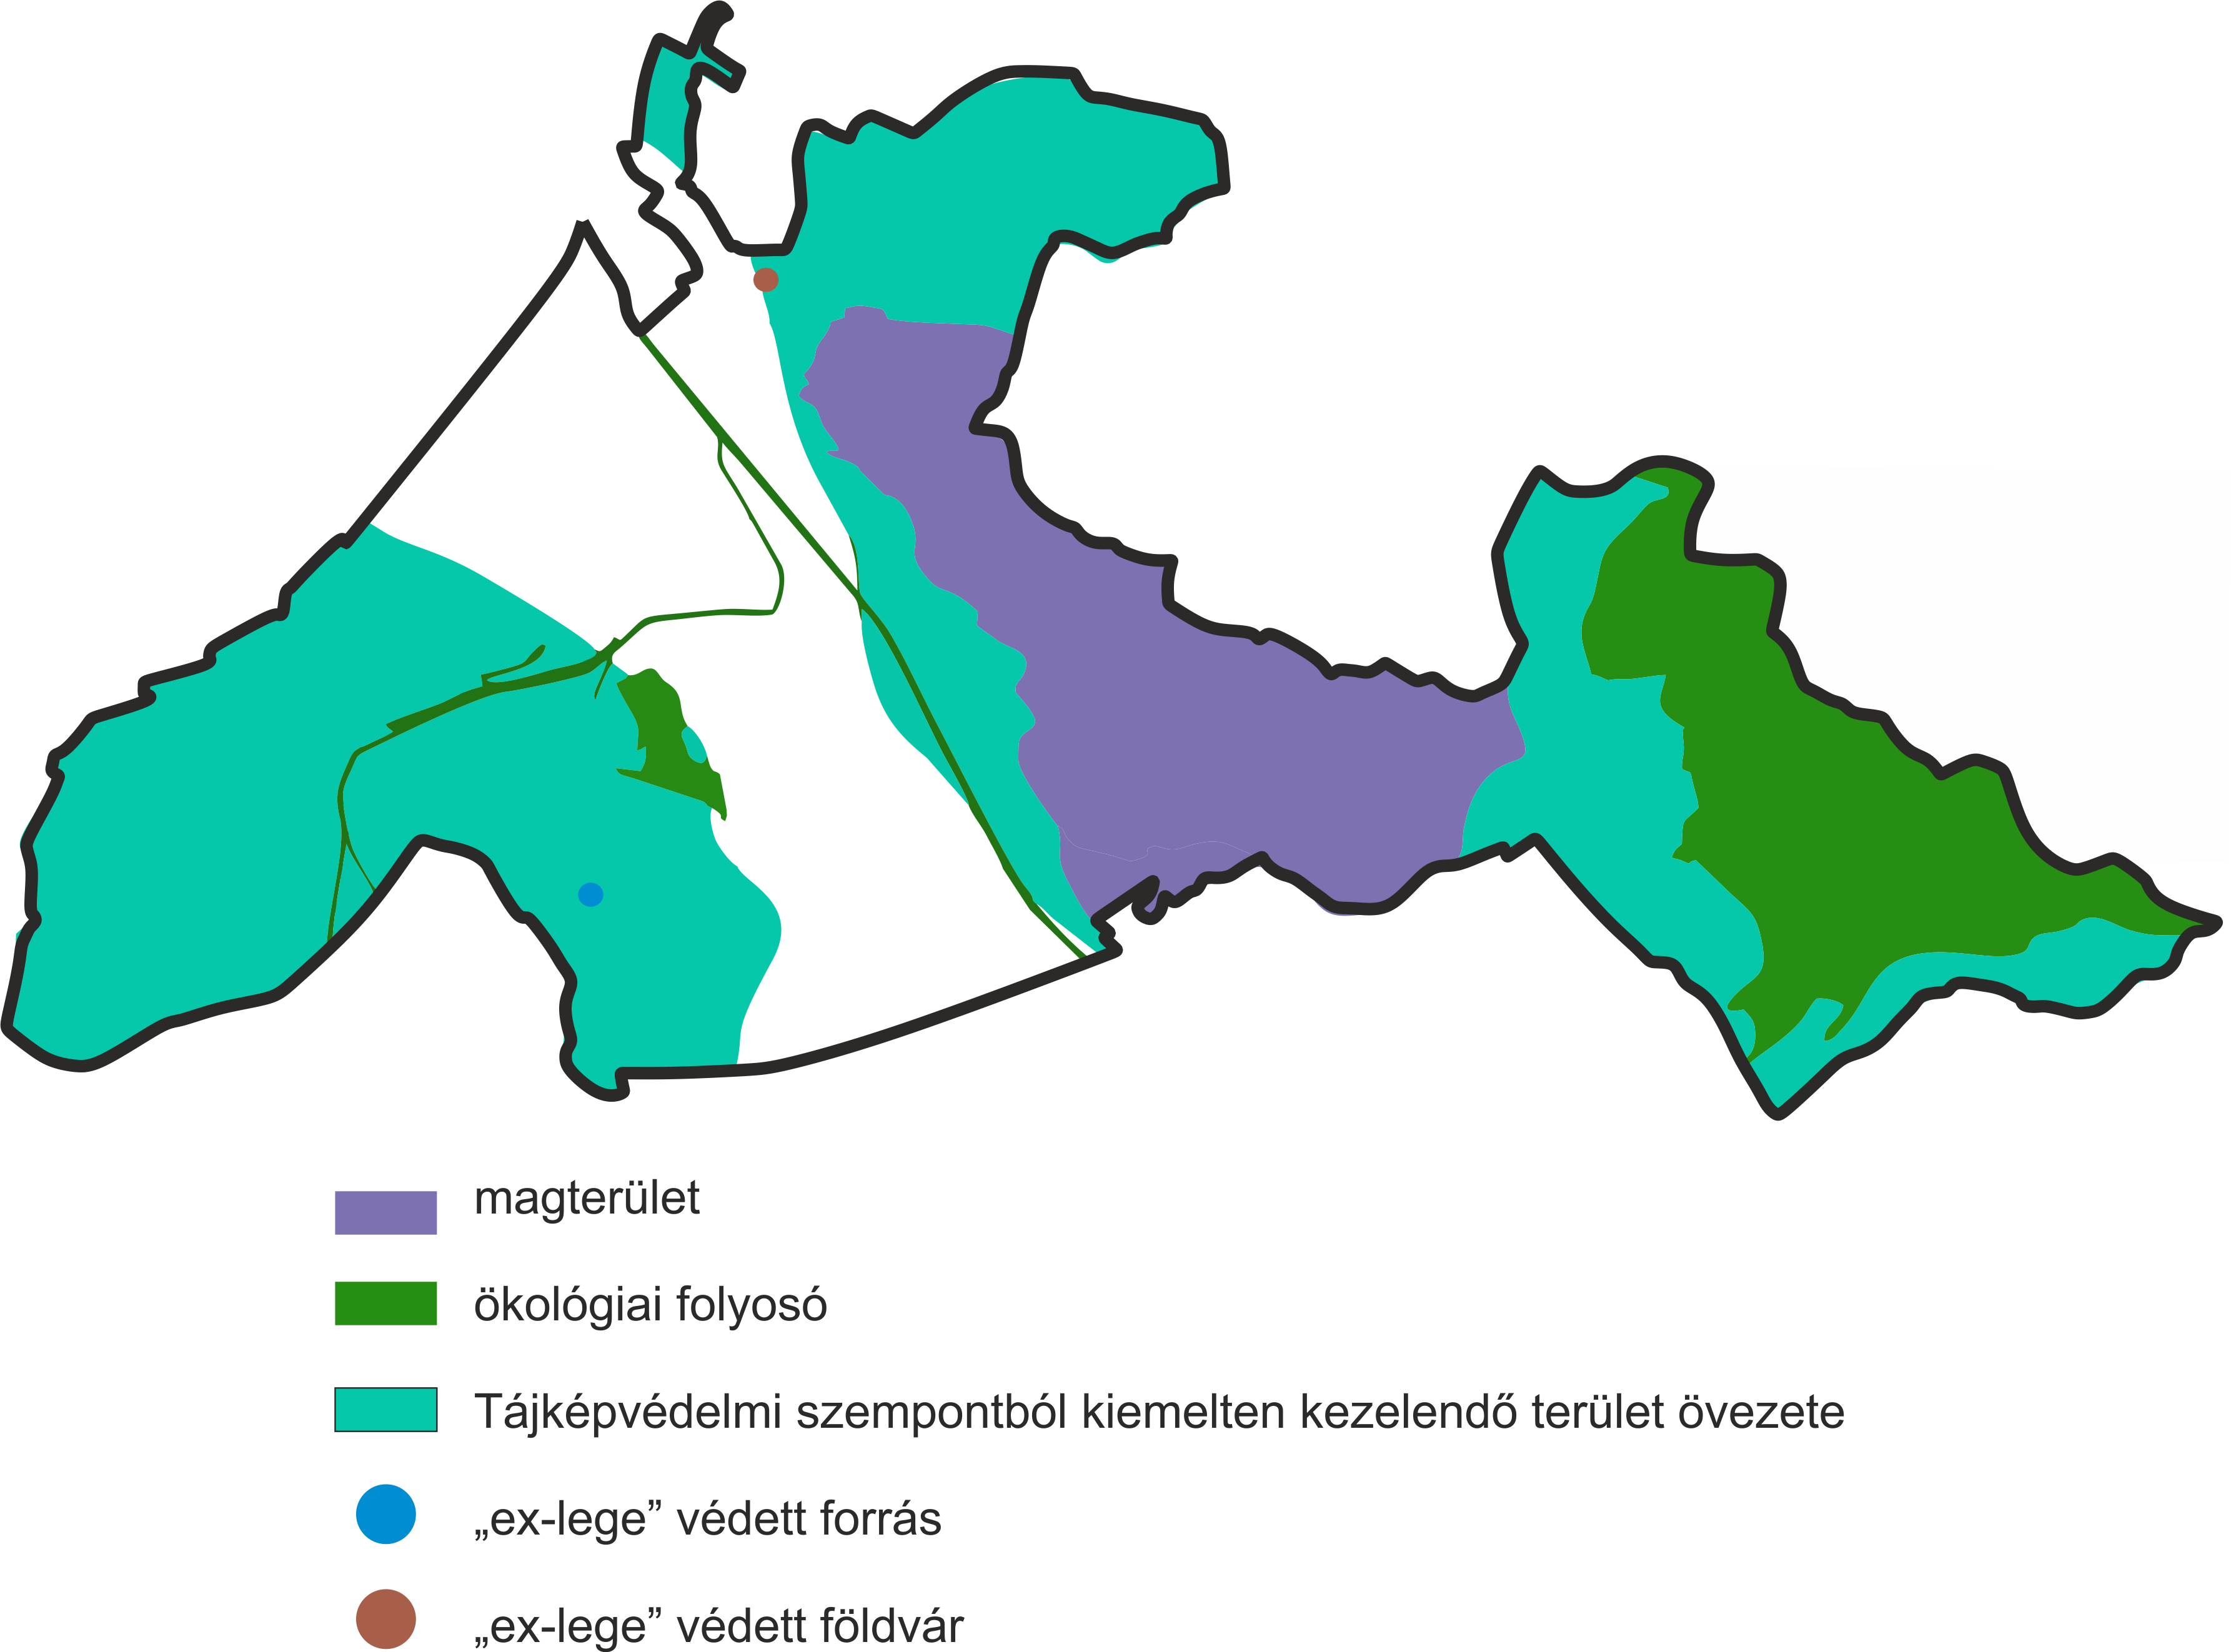 magterület
ökológiai folyosó
Tájképvédelmi szempontból kiemelten kezelendő terület övezete
„ex-lege” védett forrás
„ex-lege” védett földvár